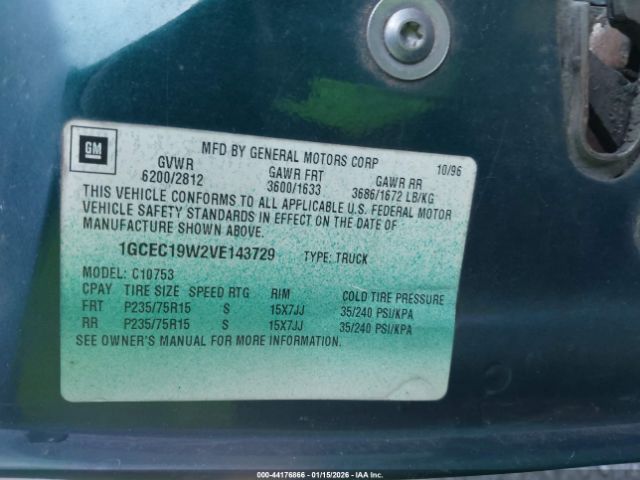 GM
MFD BY GENERAL MOTORS CORP 10/96
GVWR GAWR FRT GAWR RR
6200/2812 3600/1633 3686/1672 LB/KG
THIS VEHICLE CONFORMS TO ALL APPLICABLE U.S. FEDERAL MOTOR
VEHICLE SAFETY STANDARDS IN EFFECT ON THE DATE OF
MANUFACTURE SHOWN ABOVE.
1GCEC19W2VE143729 TYPE: TRUCK
MODEL: C10753
CPAY TIRE SIZE SPEED RTG RIM COLD TIRE PRESSURE
FRT P235/75R15 S 15X7JJ 35/240 PSI/KPA
RR P235/75R15 S 15X7JJ 35/240 PSI/KPA
SEE OWNER'S MANUAL FOR MORE INFORMATION.
000-44176866 - 01/15/2026 - IAA Inc.